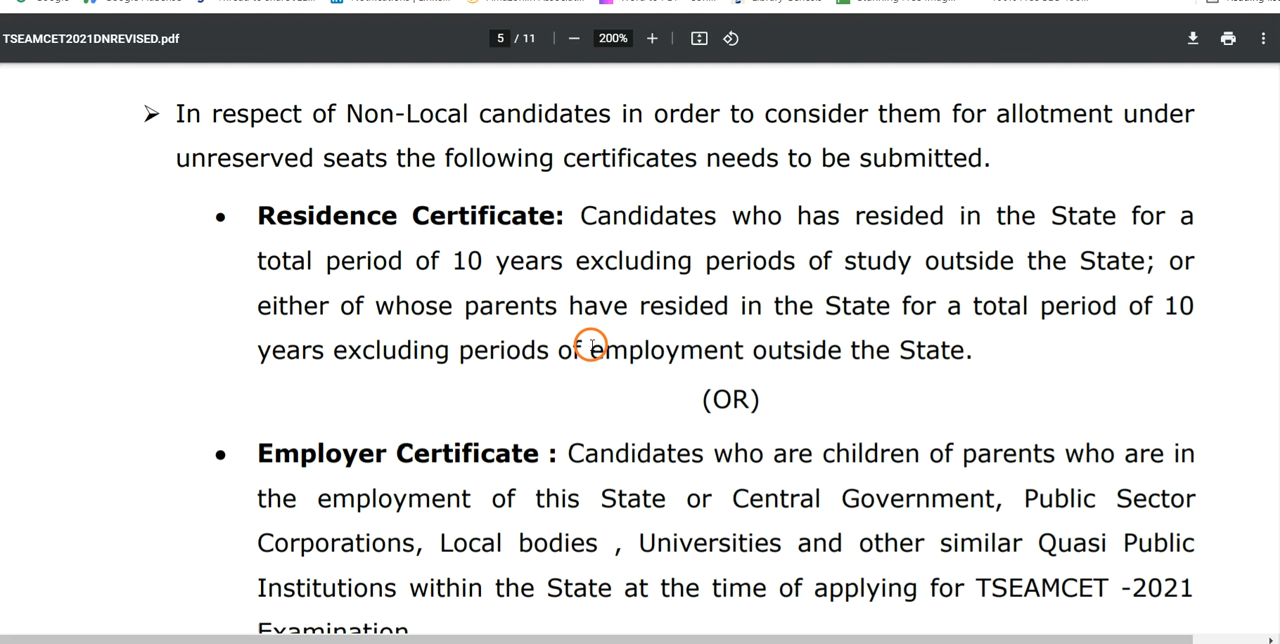 TSEAMCET2021DNREVISED.pdf 5 / 11 200%
➢ In respect of Non-Local candidates in order to consider them for allotment under
unreserved seats the following certificates needs to be submitted.
• Residence Certificate: Candidates who has resided in the State for a
total period of 10 years excluding periods of study outside the State; or
either of whose parents have resided in the State for a total period of 10
years excluding periods of employment outside the State.
(OR)
• Employer Certificate : Candidates who are children of parents who are in
the employment of this State or Central Government, Public Sector
Corporations, Local bodies , Universities and other similar Quasi Public
Institutions within the State at the time of applying for TSEAMCET -2021
Examination